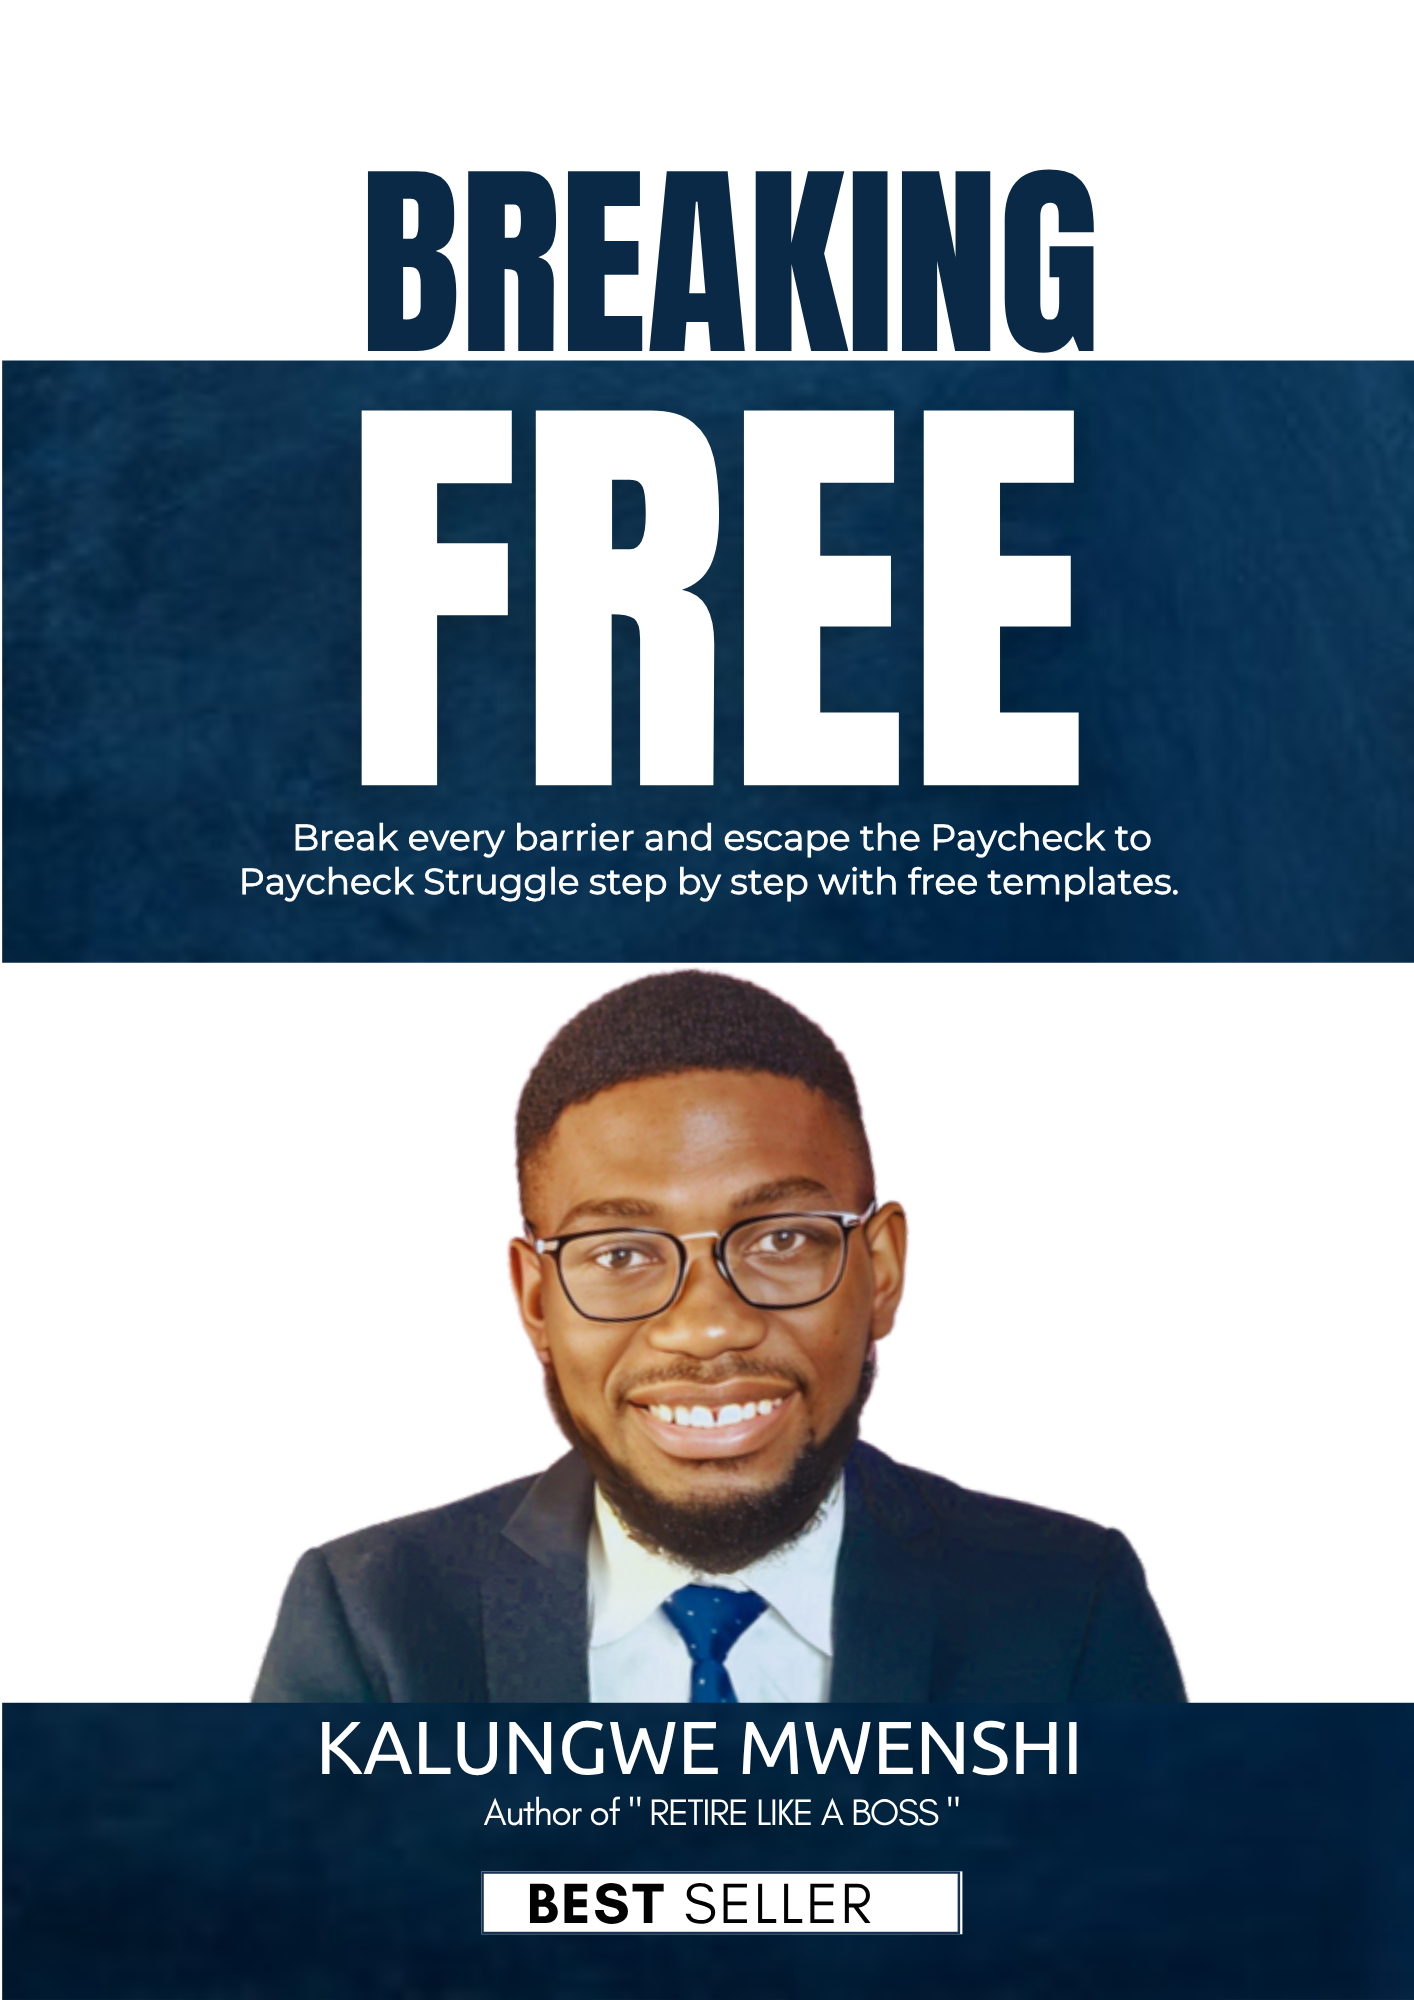 BREAKING
FREE
Break every barrier and escape the Paycheck to
Paycheck Struggle step by step with free templates.
KALUNGWE MWENSHI
Author of " RETIRE LIKE A BOSS "
BEST SELLER